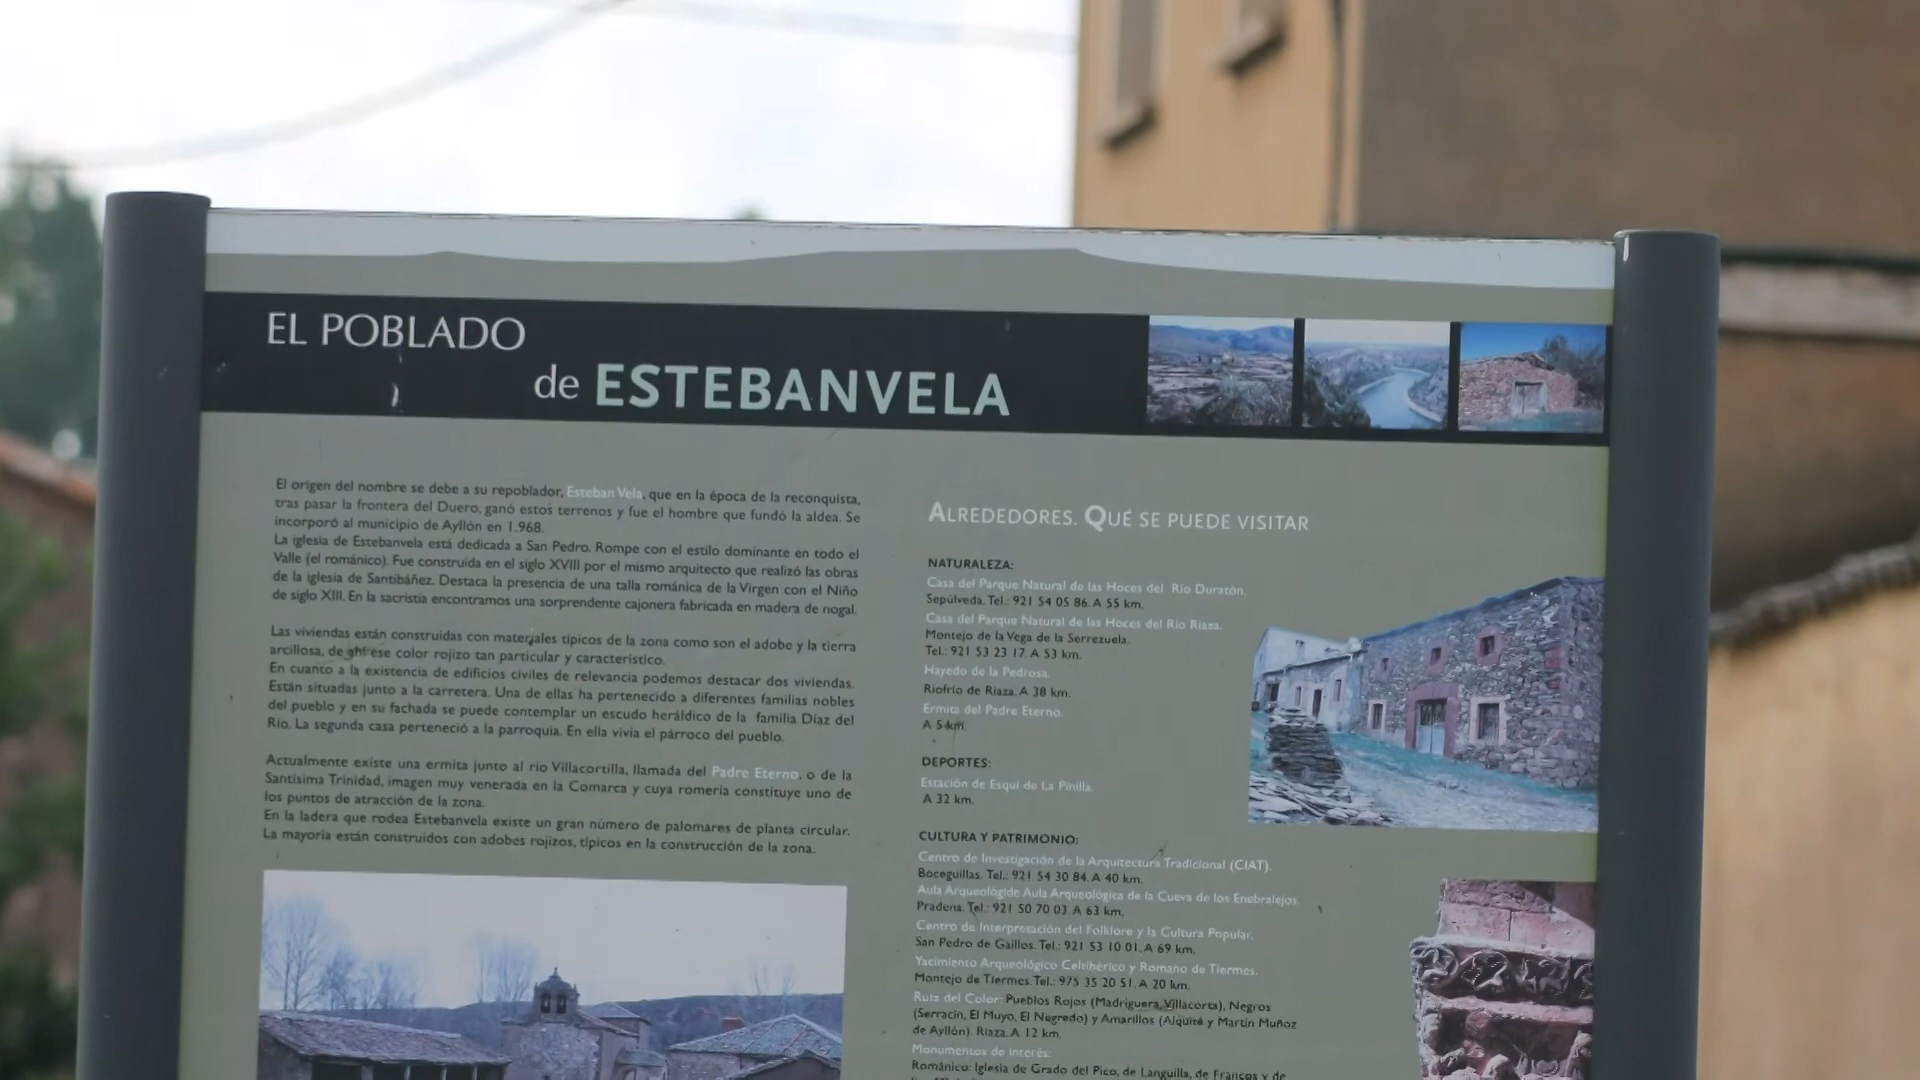 EL POBLADO
de ESTEBANVELA
El origen del nombre se debe a su repoblador, Esteban Vela, que en la época de la reconquista,
tras pasar la frontera del Duero, ganó estos terrenos y fue el hombre que fundó la aldea. Se
incorporó al municipio de Ayllón en 1.968.
La iglesia de Estebanvela está dedicada a San Pedro. Rompe con el estilo dominante en todo el
Valle (el románico). Fue construida en el siglo XVIII por el mismo arquitecto que realizó las obras
de la iglesia de Santibáñez. Destaca la presencia de una talla románica de la Virgen con el Niño
de siglo XIII. En la sacristía encontramos una sorprendente cajonera fabricada en madera de nogal.
Las viviendas están construidas con materiales típicos de la zona como son el adobe y la tierra
arcillosa, de ahí ese color rojizo tan particular y característico.
En cuanto a la existencia de edificios civiles de relevancia podemos destacar dos viviendas.
Están situadas junto a la carretera. Una de ellas ha pertenecido a diferentes familias nobles
del pueblo y en su fachada se puede contemplar un escudo heráldico de la familia Díaz del
Río. La segunda casa perteneció a la parroquia. En ella vivía el párroco del pueblo.
Actualmente existe una ermita junto al río Villacortilla, llamada del Padre Eterno, o de la
Santísima Trinidad, imagen muy venerada en la Comarca y cuya romería constituye uno de
los puntos de atracción de la zona.
En la ladera que rodea Estebanvela existe un gran número de palomares de planta circular.
La mayoría están construidos con adobes rojizos, típicos en la construcción de la zona.
ALREDEDORES. QUÉ SE PUEDE VISITAR
NATURALEZA:
Casa del Parque Natural de las Hoces del Río Duratón.
Sepúlveda. Tel.: 921 54 05 86. A 55 km.
Casa del Parque Natural de las Hoces del Río Riaza.
Montejo de la Vega de la Serrezuela.
Tel.: 921 53 23 17. A 53 km.
Hayedo de la Pedrosa.
Riofrío de Riaza. A 38 km.
Ermita del Padre Eterno.
A 5 km.
DEPORTES:
Estación de Esquí de La Pinilla.
A 32 km.
CULTURA Y PATRIMONIO:
Centro de Investigación de la Arquitectura Tradicional (CIAT).
Boceguillas. Tel.: 921 54 30 84. A 40 km.
Aula Arqueológide Aula Arqueológica de la Cueva de los Enebralejos.
Pradena. Tel.: 921 50 70 03. A 63 km.
Centro de Interpretación del Folklore y la Cultura Popular.
San Pedro de Gaillos. Tel.: 921 53 10 01. A 69 km.
Yacimiento Arqueológico Celtibérico y Romano de Tiermes.
Montejo de Tiermes. Tel.: 975 35 20 51. A 20 km.
Ruta del Color: Pueblos Rojos (Madriguera, Villacorta), Negros
(Serracín, El Muyo, El Negredo) y Amarillos (Alquité y Martín Muñoz
de Ayllón). Riaza. A 12 km.
Monumentos de interés:
Románico: Iglesia de Grado del Pico, de Languilla, de Francos y de